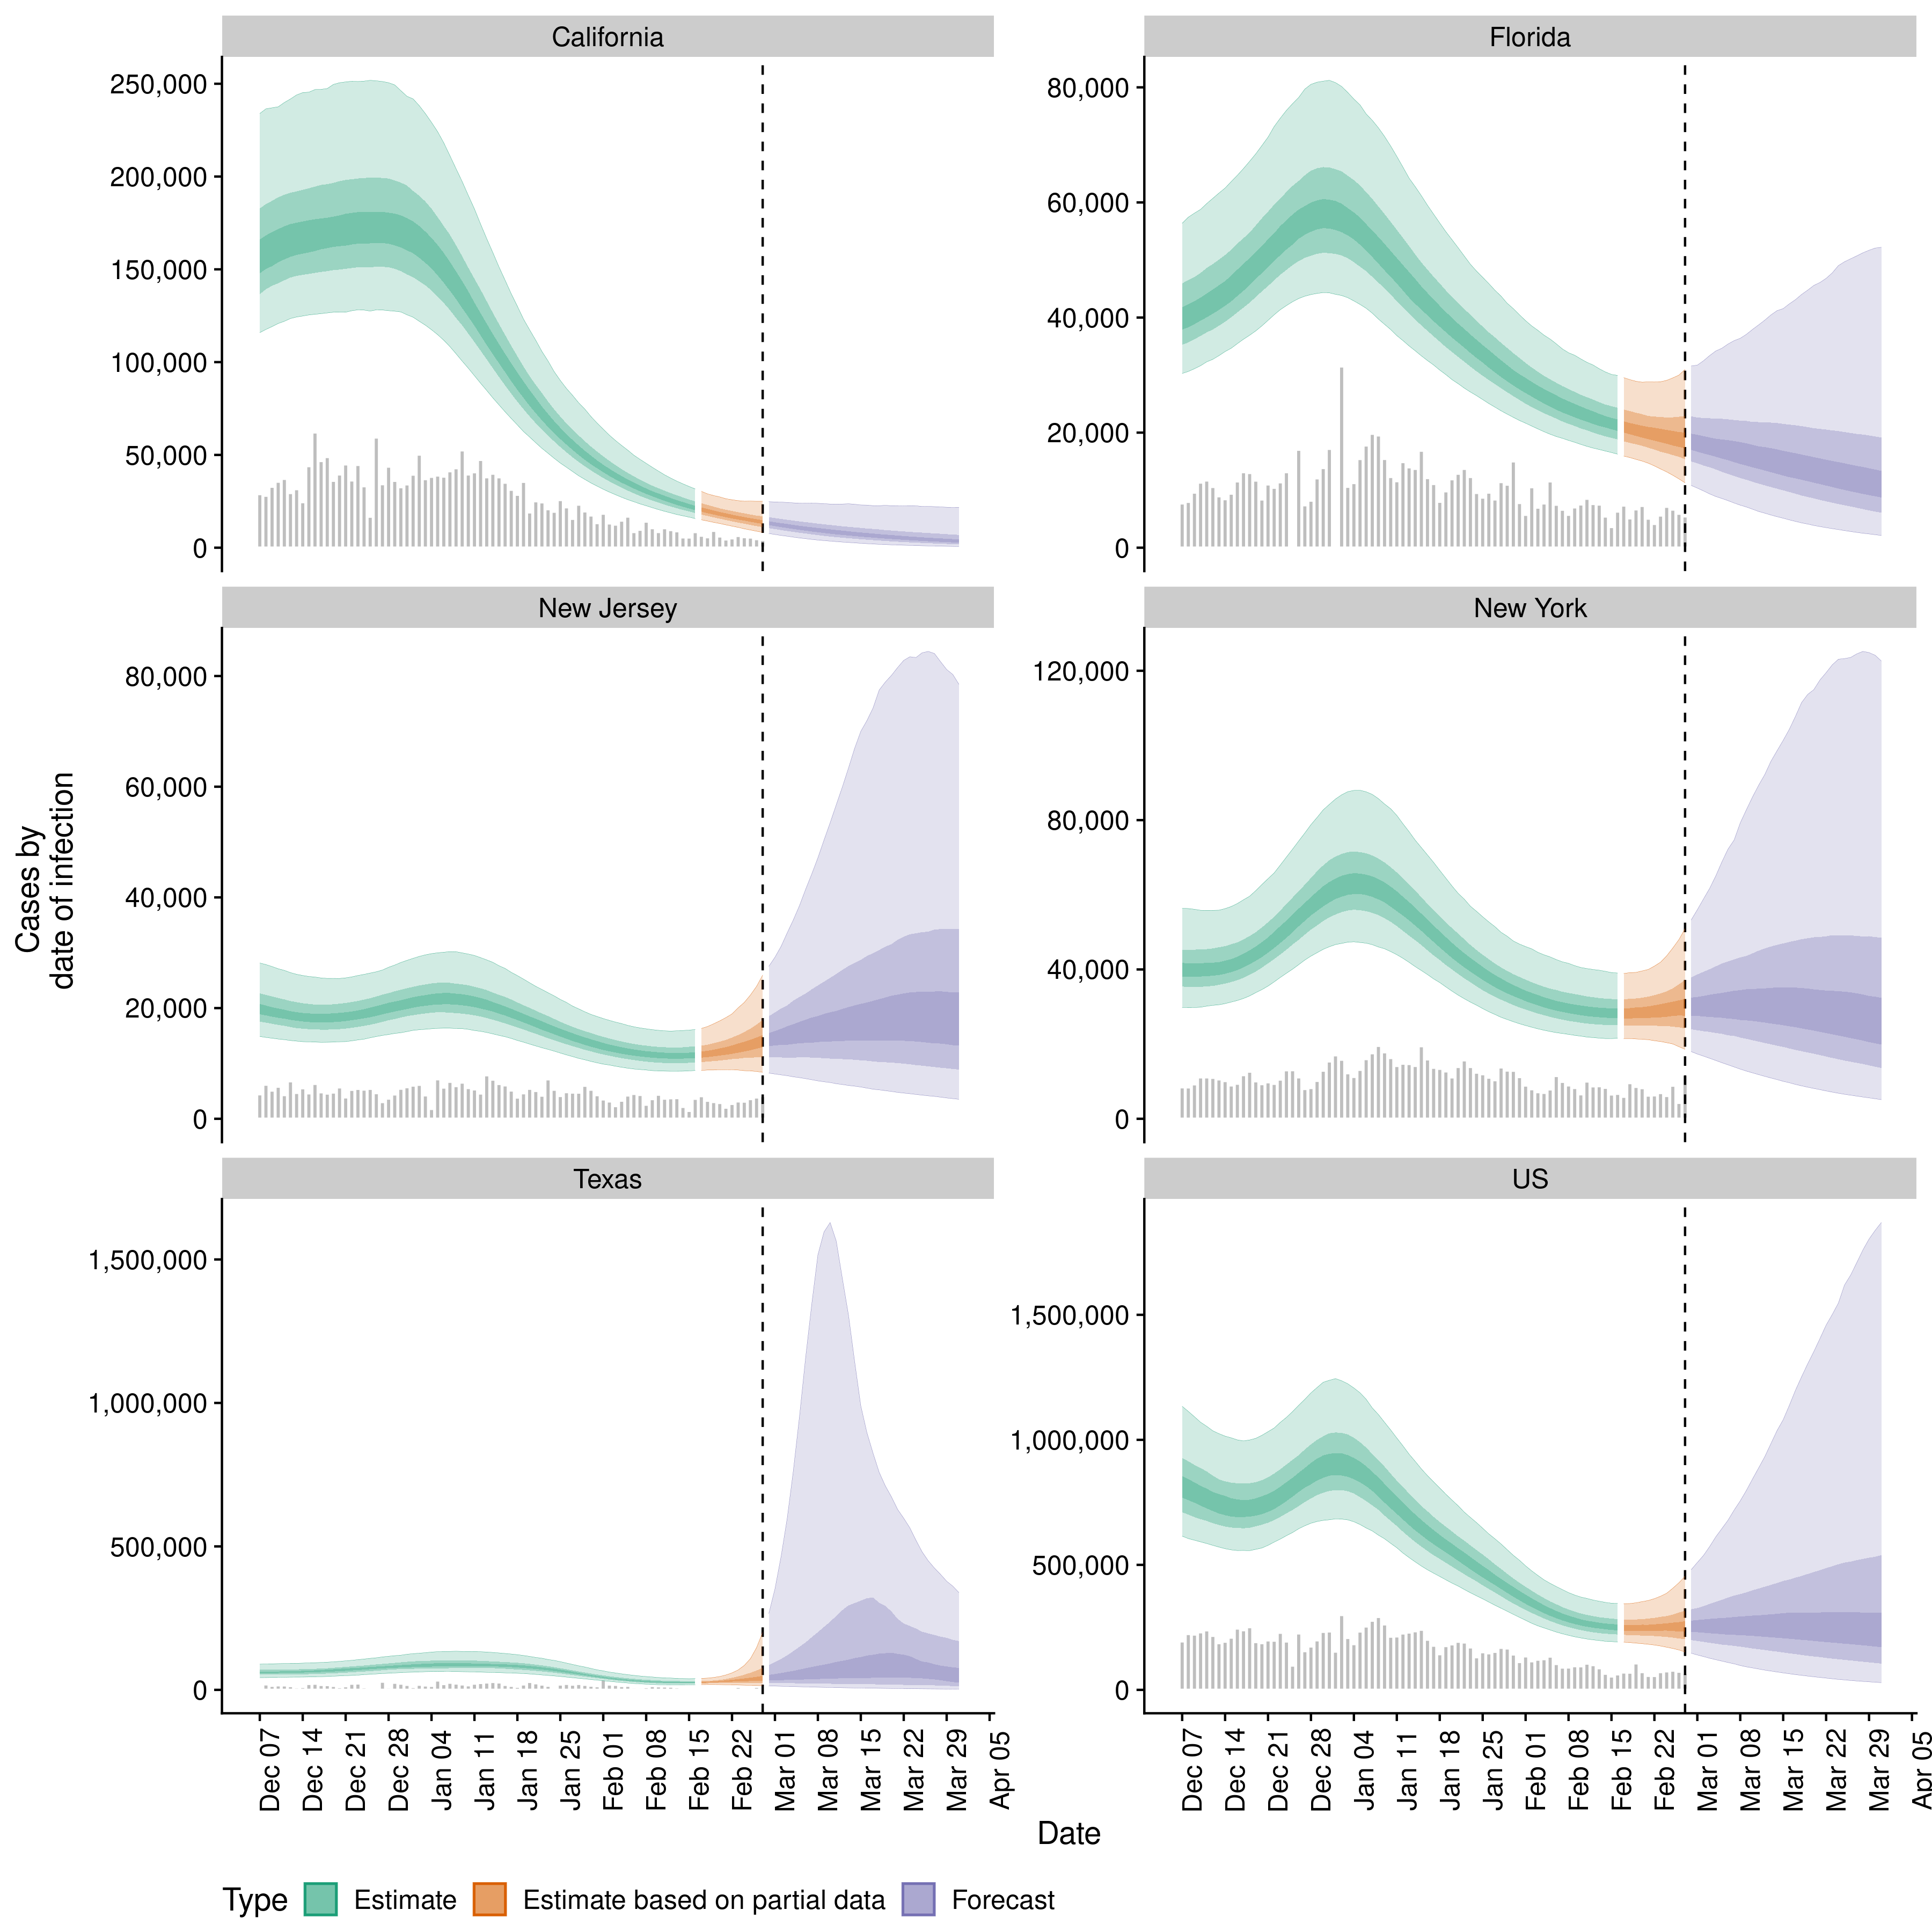 California
Florida
250,000
200,000
150,000
100,000
50,000
0
80,000
60,000
40,000
20,000
0
New Jersey
New York
80,000
60,000
40,000
20,000
0
120,000
80,000
40,000
0
Cases by
date of infection
Texas
US
1,500,000
1,000,000
500,000
0
1,500,000
1,000,000
500,000
0
Dec 07
Dec 14
Dec 21
Dec 28
Jan 04
Jan 11
Jan 18
Jan 25
Feb 01
Feb 08
Feb 15
Feb 22
Mar 01
Mar 08
Mar 15
Mar 22
Mar 29
Apr 05
Dec 07
Dec 14
Dec 21
Dec 28
Jan 04
Jan 11
Jan 18
Jan 25
Feb 01
Feb 08
Feb 15
Feb 22
Mar 01
Mar 08
Mar 15
Mar 22
Mar 29
Apr 05
Date
Type Estimate Estimate based on partial data Forecast